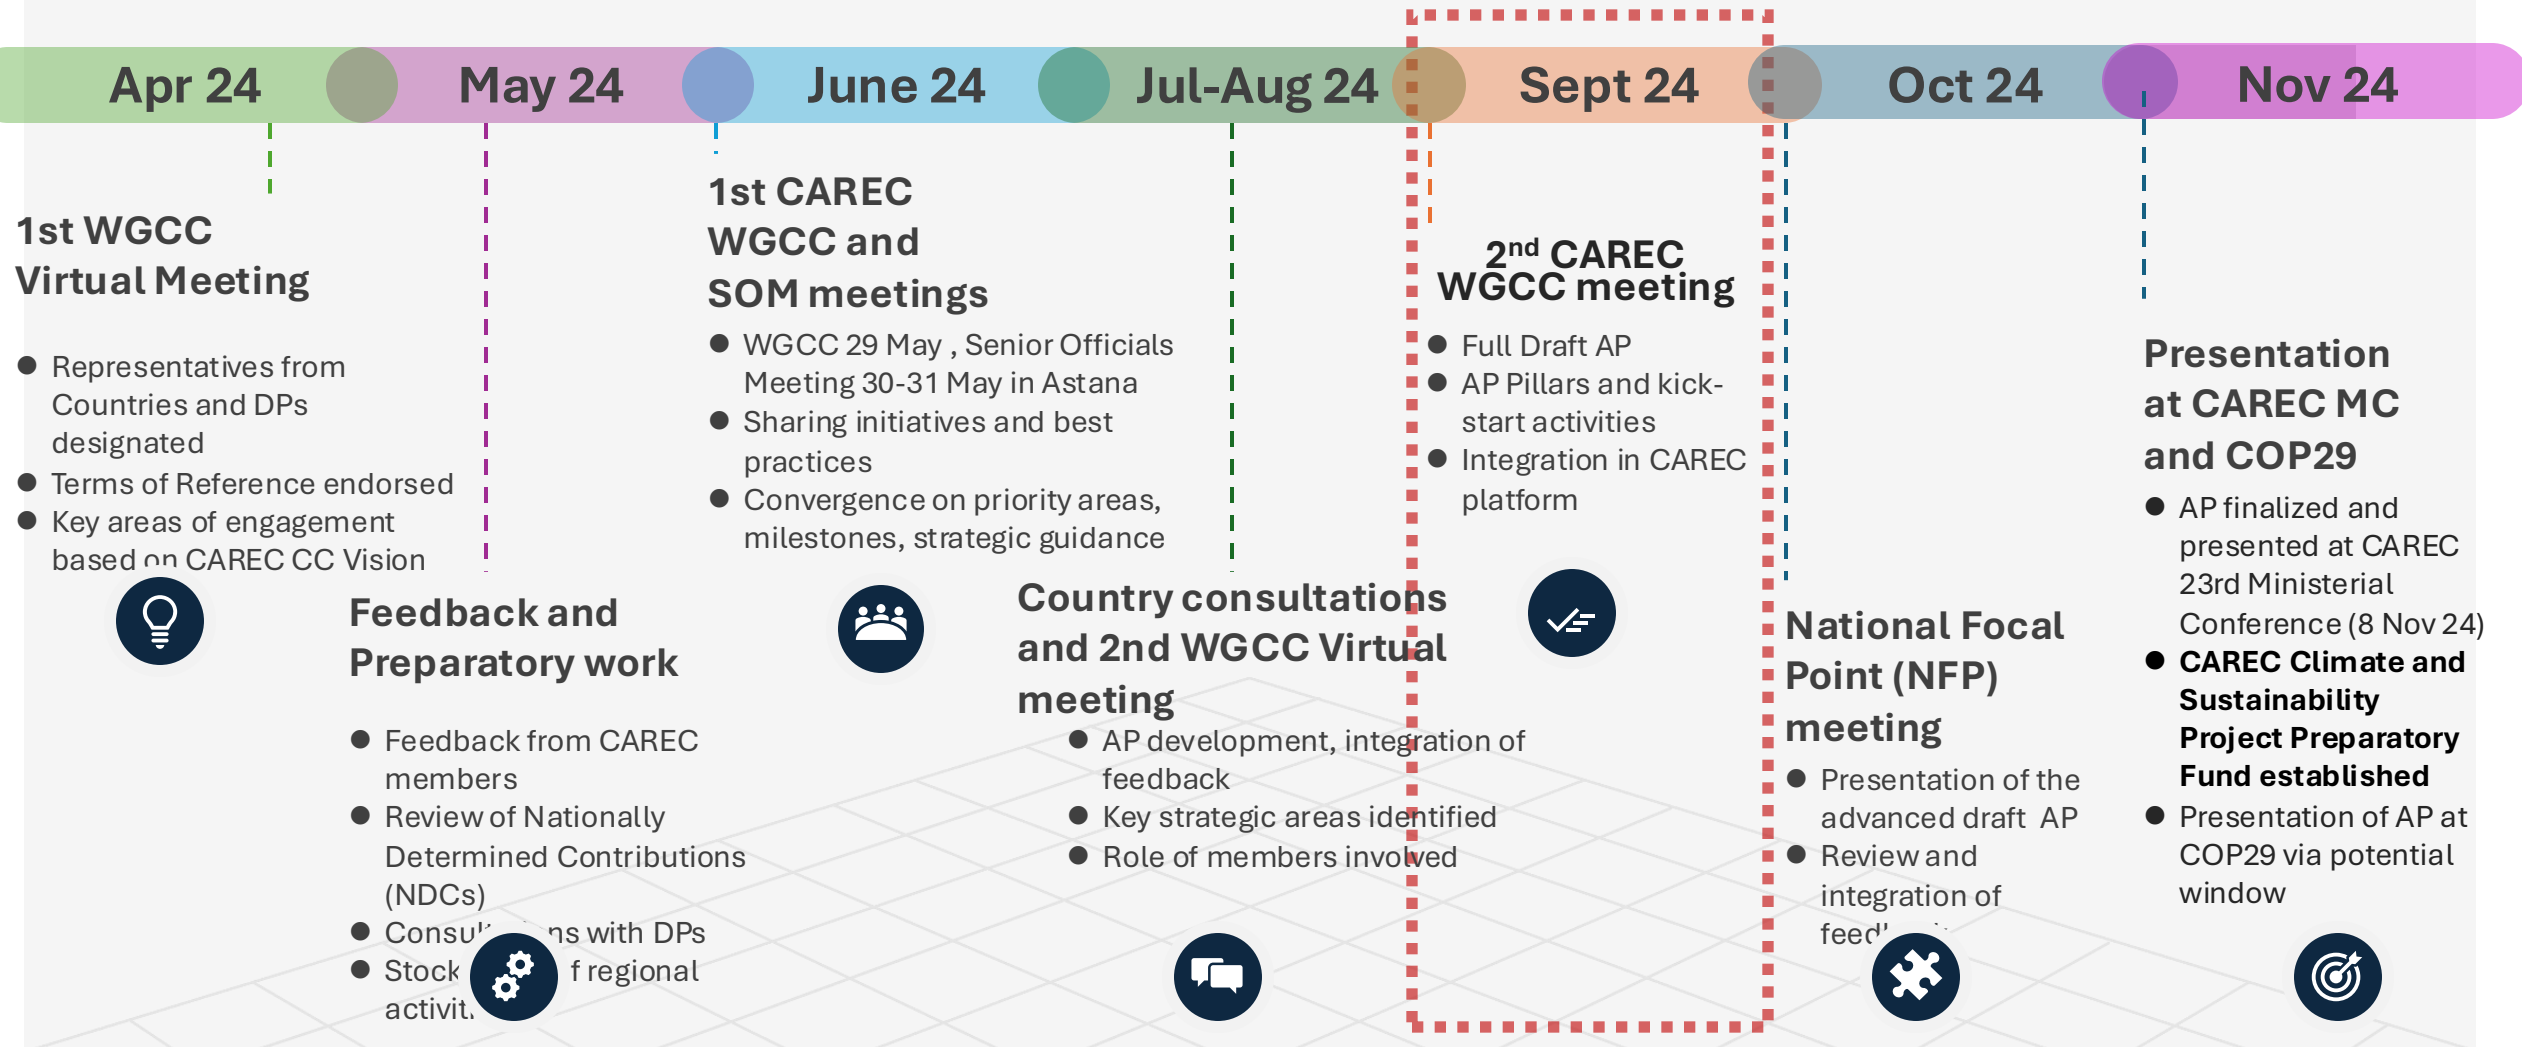 Apr 24
May 24
June 24
Jul-Aug 24
Sept 24
Oct 24
Nov 24
1st WGCC
Virtual Meeting
● Representatives from
Countries and DPs
designated
● Terms of Reference endorsed
● Key areas of engagement
based on CAREC CC Vision
Feedback and
Preparatory work
● Feedback from CAREC
members
● Review of Nationally
Determined Contributions
(NDCs)
● with DPs
● regional
1st CAREC
WGCC and
SOM meetings
● WGCC 29 May , Senior Officials
Meeting 30-31 May in Astana
● Sharing initiatives and best
practices
● Convergence on priority areas,
milestones, strategic guidance
Country consultations
and 2nd WGCC Virtual
meeting
● AP development, integration of
feedback
● Key strategic areas identified
● Role of members involved
2nd CAREC
WGCC meeting
● Full Draft AP
● AP Pillars and kick-
start activities
● Integration in CAREC
platform
National Focal
Point (NFP)
meeting
● Presentation of the
advanced draft AP
● Review and
integration of
Presentation
at CAREC MC
and COP29
● AP finalized and
presented at CAREC
23rd Ministerial
Conference (8 Nov 24)
● CAREC Climate and
Sustainability
Project Preparatory
Fund established
● Presentation of AP at
COP29 via potential
window